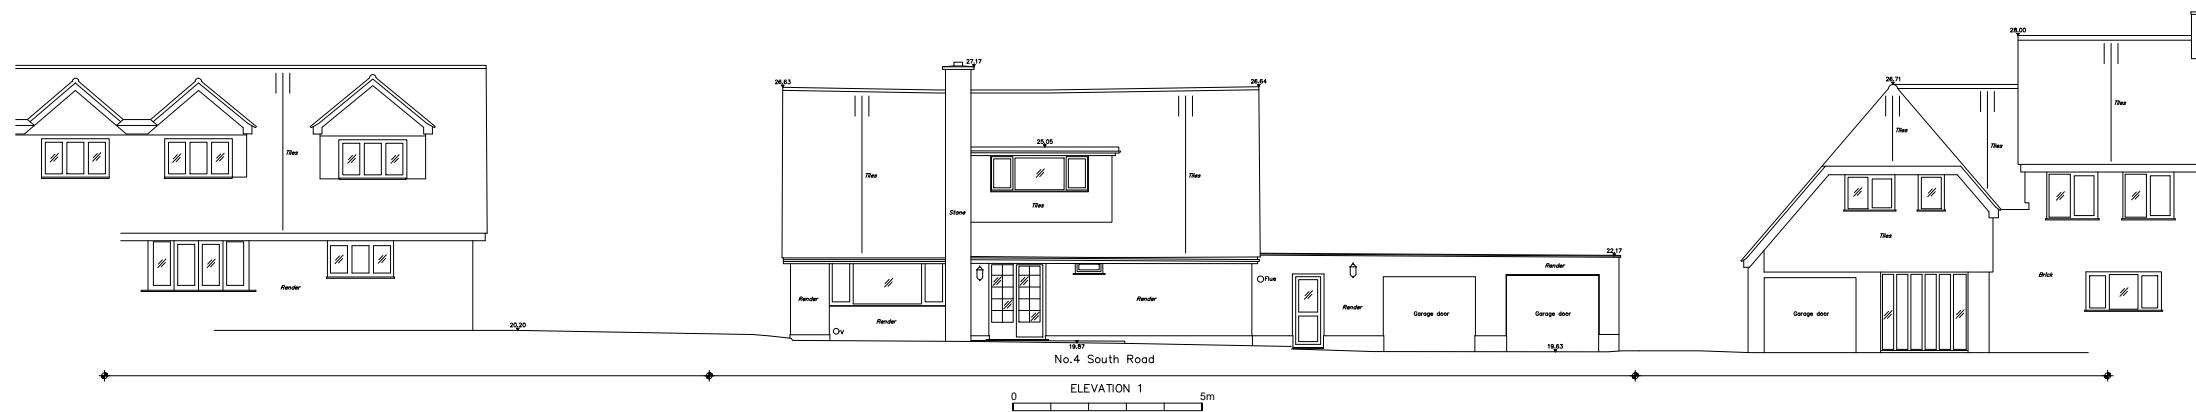 28.00
27.17
26.63
26.64
26.71
Tiles
Tiles
25.05
Tiles
Tiles
Tiles
Tiles
Tiles
Tiles
Stone
Tiles
22.17
Render
Brick
Flue
Render
Render
Render
Render
Garage door
Garage door
Garage door
Render
20.20
V
19.87
19.63
No.4 South Road
ELEVATION 1
0
5m